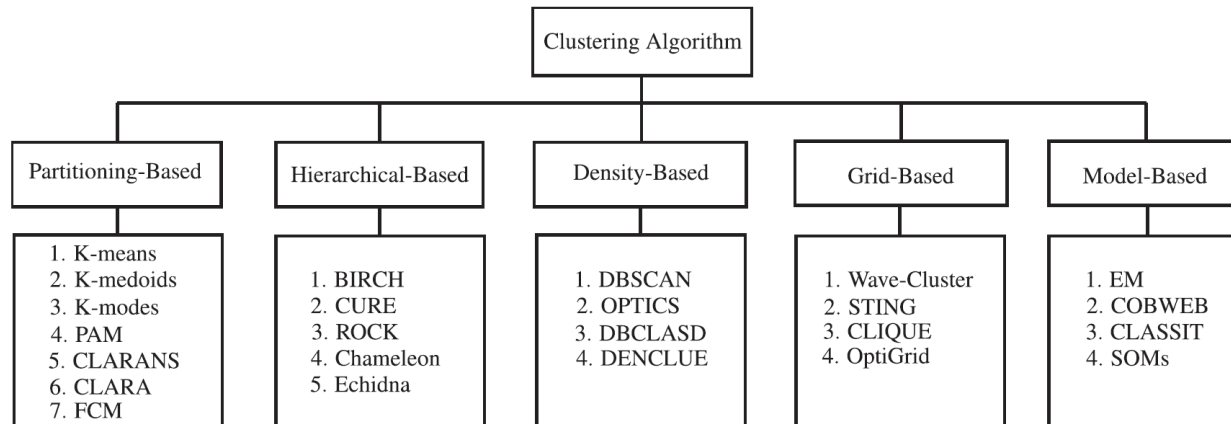 Clustering Algorithm
Partitioning-Based
Hierarchical-Based
Density-Based
Grid-Based
Model-Based
1. K-means
2. K-medoids
3. K-modes
4. PAM
5. CLARANS
6. CLARA
7. FCM
1. BIRCH
2. CURE
3. ROCK
4. Chameleon
5. Echidna
1. DBSCAN
2. OPTICS
3. DBCLASD
4. DENCLUE
1. Wave-Cluster
2. STING
3. CLIQUE
4. OptiGrid
1. EM
2. COBWEB
3. CLASSIT
4. SOMs